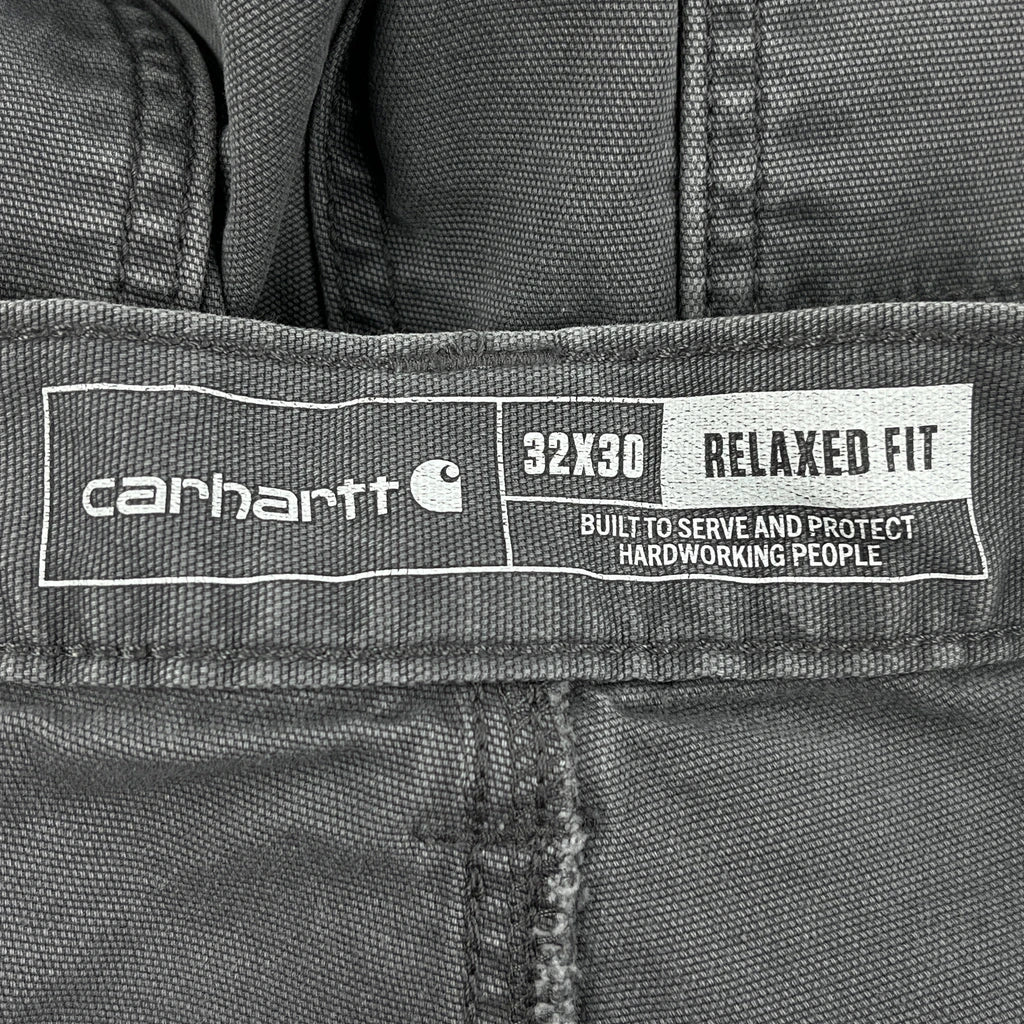 carhartt
32X30
RELAXED FIT
BUILT TO SERVE AND PROTECT
HARDWORKING PEOPLE